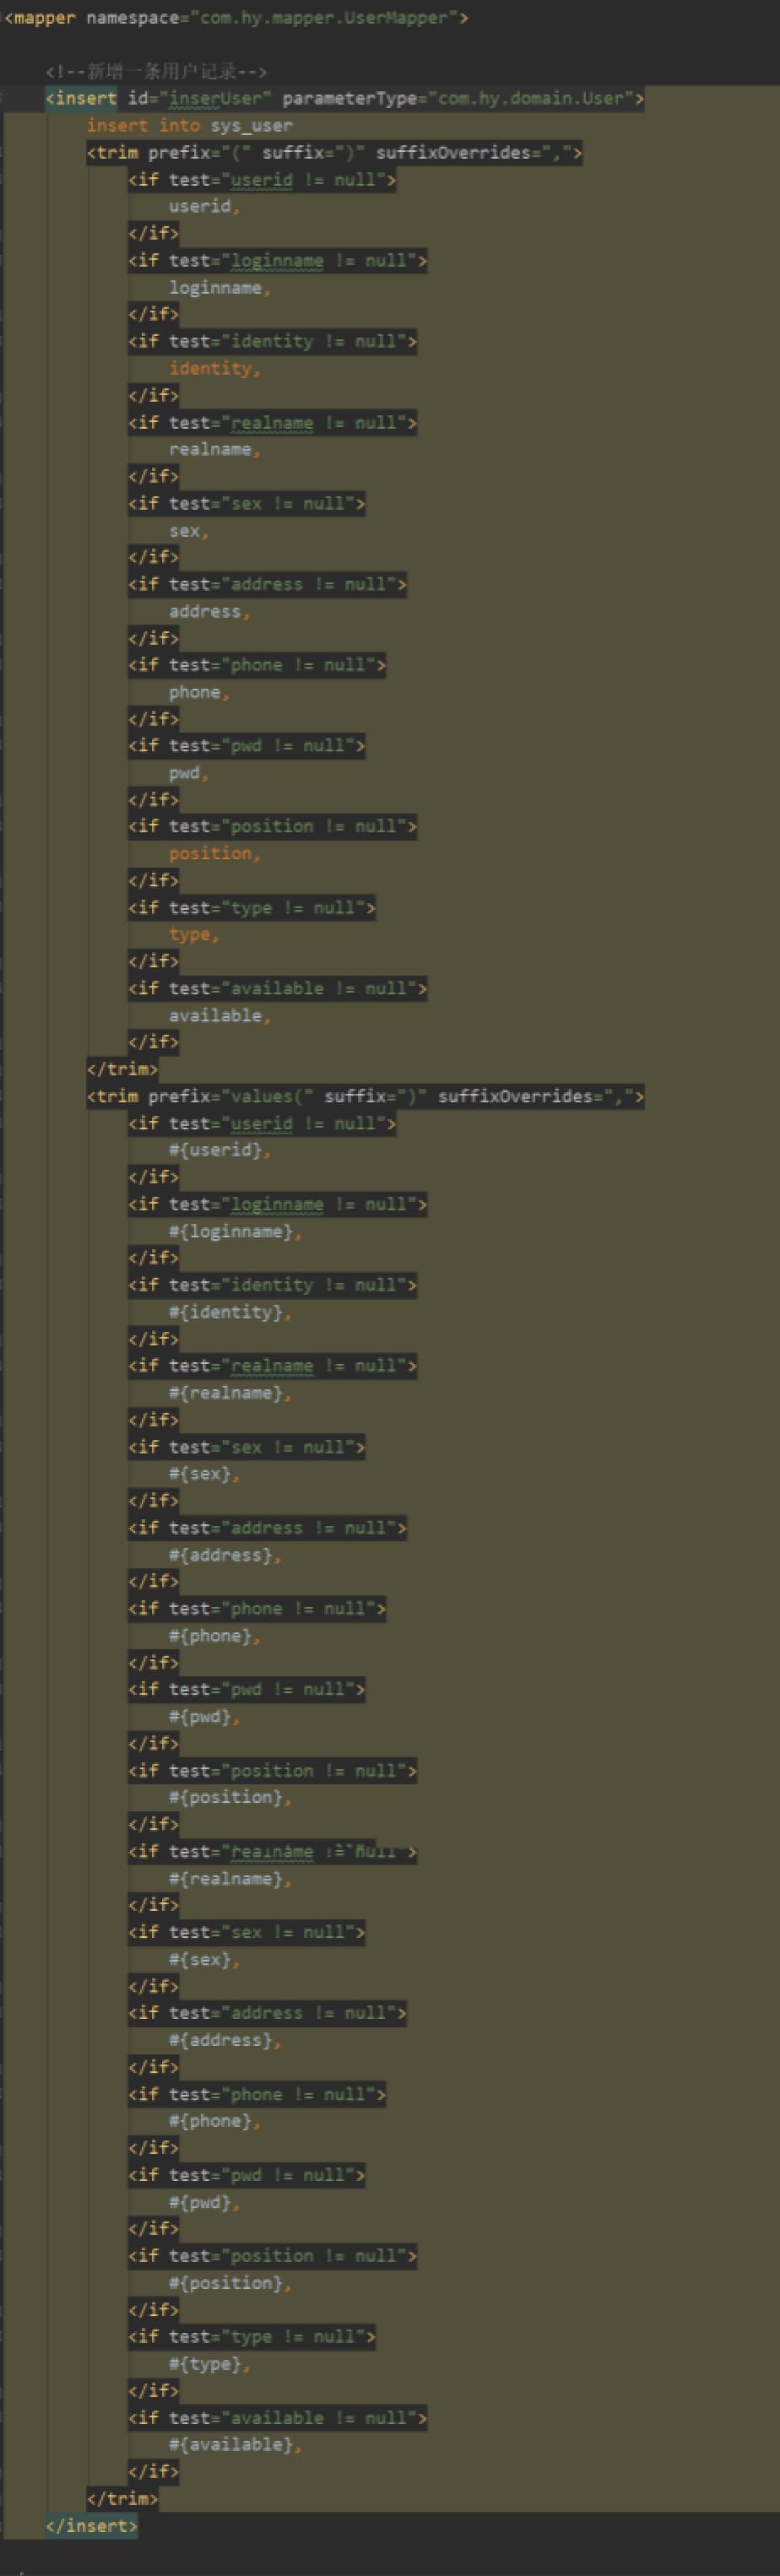 <mapper namespace="com.hy.mapper.UserMapper">
<!--新增一条用户记录-->
<insert id="inserUser" parameterType="com.hy.domain.User">
insert into sys_user
<trim prefix="(" suffix=")" suffixOverrides=",">
<if test="userid != null">
userid,
</if>
<if test="loginname != null">
loginname,
</if>
<if test="identity != null">
identity,
</if>
<if test="realname != null">
realname,
</if>
<if test="sex != null">
sex,
</if>
<if test="address != null">
address,
</if>
<if test="phone != null">
phone,
</if>
<if test="pwd != null">
pwd,
</if>
<if test="position != null">
position,
</if>
<if test="type != null">
type,
</if>
<if test="available != null">
available,
</if>
</trim>
<trim prefix="values(" suffix=")" suffixOverrides=",">
<if test="userid != null">
#{userid},
</if>
<if test="loginname != null">
#{loginname},
</if>
<if test="identity != null">
#{identity},
</if>
<if test="realname != null">
#{realname},
</if>
<if test="sex != null">
#{sex},
</if>
<if test="address != null">
#{address},
</if>
<if test="phone != null">
#{phone},
</if>
<if test="pwd != null">
#{pwd},
</if>
<if test="position != null">
#{position},
</if>
<if test="realname != null">
#{realname},
</if>
<if test="sex != null">
#{sex},
</if>
<if test="address != null">
#{address},
</if>
<if test="phone != null">
#{phone},
</if>
<if test="pwd != null">
#{pwd},
</if>
<if test="position != null">
#{position},
</if>
<if test="type != null">
#{type},
</if>
<if test="available != null">
#{available},
</if>
</trim>
</insert>